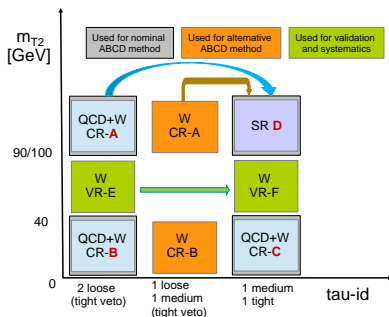 m_T2
[GeV]
Used for nominal
ABCD method
Used for alternative
ABCD method
Used for validation
and systematics
QCD+W
CR-A
W
CR-A
SR D
90/100
W
VR-E
W
VR-F
40
QCD+W
CR-B
W
CR-B
QCD+W
CR-C
0
2 loose
(tight veto)
1 loose
1 medium
(tight veto)
1 medium
1 tight
tau-id